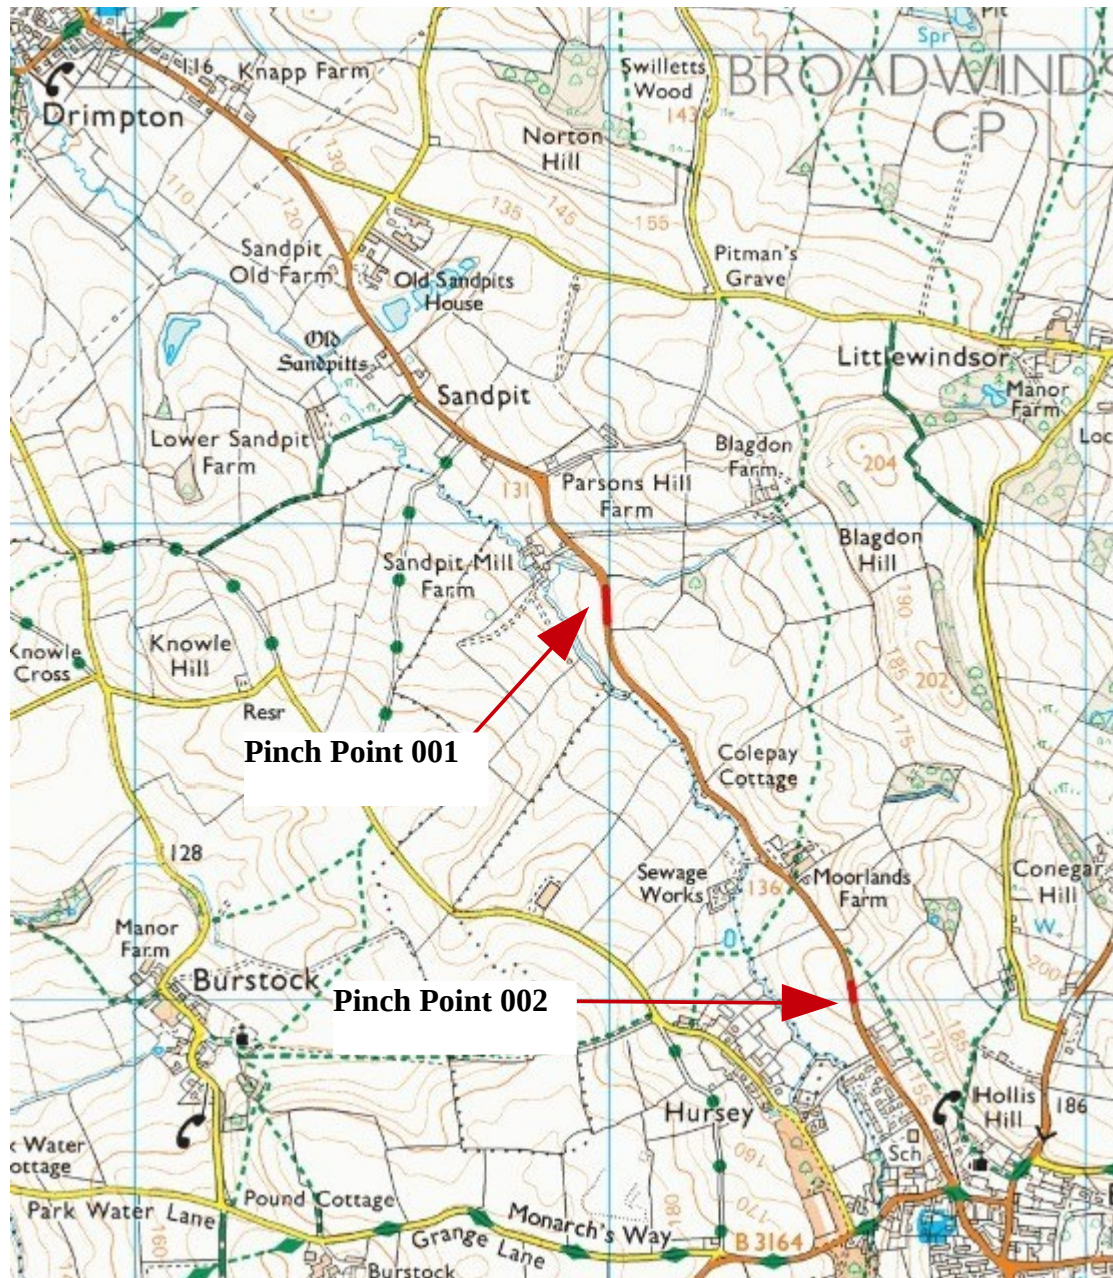 Pit
Spr
116
Knapp Farm
Swilletts
Wood
BROADWINDS
CP
Drimpton
143
Norton
Hill
130
110
120
135
145
155
Sandpit
Old Farm
Pitman's
Grave
Old Sandpits
House
Old
Sandpitts
Littlewindsor
Sandpit
Manor
Farm
Lower Sandpit
Farm
Blagdon
Farm
204
Loc
131
Parsons Hill
Farm
Blagdon
Hill
Sandpit Mill
Farm
190
185
Knowle
Cross
Knowle
Hill
202
Resr
175
Pinch Point 001
Colepay
Cottage
128
Sewage
Works
136
Moorlands
Farm
Conegar
Hill
Manor
Farm
W
200
Burstock
Pinch Point 002
185
170
155
Hursey
Hollis
Hill
186
Sch
k Water
ottage
160
Park Water Lane
Pound Cottage
Monarch's Way
180
170
190
Grange Lane
B 3164
Burstock